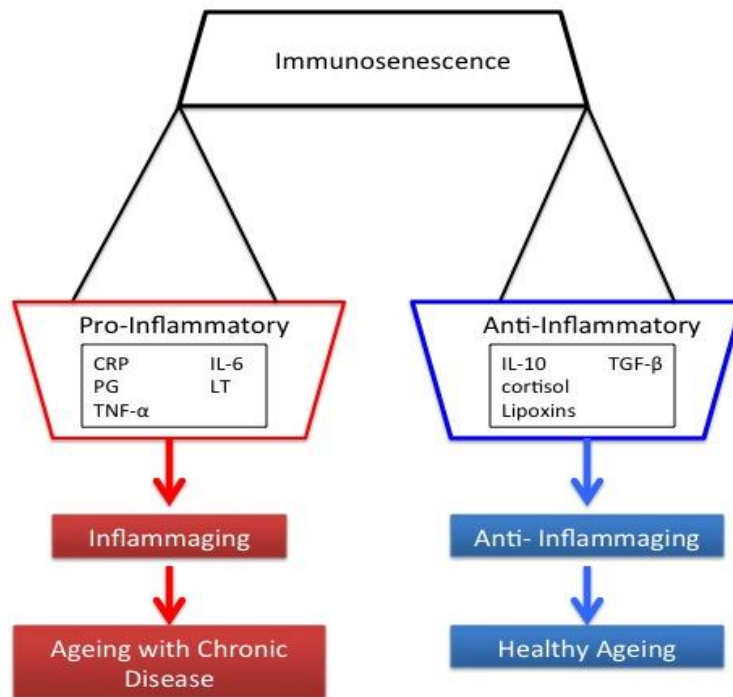 Immunosenescence
Pro-Inflammatory
CRP IL-6
PG LT
TNF-α
Anti-Inflammatory
IL-10 TGF-β
cortisol
Lipoxins
Inflammaging
Anti- Inflammaging
Ageing with Chronic
Disease
Healthy Ageing